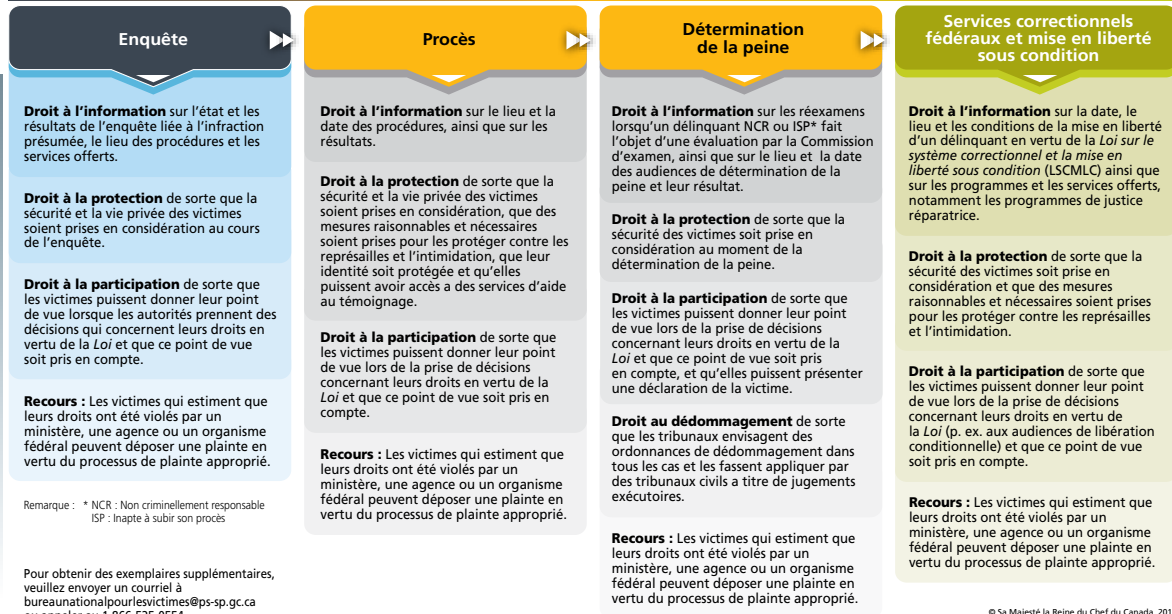 Enquête
Droit à l'information sur l'état et les
résultats de l'enquête liée à l'infraction
présumée, le lieu des procédures et les
services offerts.
Droit à la protection de sorte que la
sécurité et la vie privée des victimes
soient prises en considération au cours
de l'enquête.
Droit à la participation de sorte que
les victimes puissent donner leur point
de vue lorsque les autorités prennent des
décisions qui concernent leurs droits en
vertu de la Loi et que ce point de vue
soit pris en compte.
Recours : Les victimes qui estiment que
leurs droits ont été violés par un
ministère, une agence ou un organisme
fédéral peuvent déposer une plainte en
vertu du processus de plainte approprié.
Remarque : * NCR : Non criminellement responsable
ISP : Inapte à subir son procès
Pour obtenir des exemplaires supplémentaires,
veuillez envoyer un courriel à
bureaunationalpourlesvictimes@ps-sp.gc.ca
ou appeler au 1-866-525-0554
Procès
Droit à l'information sur le lieu et la
date des procédures, ainsi que sur les
résultats.
Droit à la protection de sorte que la
sécurité et la vie privée des victimes
soient prises en considération, que des
mesures raisonnables et nécessaires
soient prises pour les protéger contre les
représailles et l'intimidation, que leur
identité soit protégée et qu'elles
puissent avoir accès a des services d'aide
au témoignage.
Droit à la participation de sorte que
les victimes puissent donner leur point
de vue lors de la prise de décisions
concernant leurs droits en vertu de la
Loi et que ce point de vue soit pris en
compte.
Recours : Les victimes qui estiment que
leurs droits ont été violés par un
ministère, une agence ou un organisme
fédéral peuvent déposer une plainte en
vertu du processus de plainte approprié.
Détermination
de la peine
Droit à l'information sur les réexamens
lorsqu'un délinquant NCR ou ISP* fait
l'objet d'une évaluation par la Commission
d'examen, ainsi que sur le lieu et la date
des audiences de détermination de la
peine et leur résultat.
Droit à la protection de sorte que la
sécurité des victimes soit prise en
considération au moment de la
détermination de la peine.
Droit à la participation de sorte que
les victimes puissent donner leur point
de vue lors de la prise de décisions
concernant leurs droits en vertu de la
Loi et que ce point de vue soit pris
en compte, et qu'elles puissent présenter
une déclaration de la victime.
Droit au dédommagement de sorte
que les tribunaux envisagent des
ordonnances de dédommagement dans
tous les cas et les fassent appliquer par
des tribunaux civils a titre de jugements
exécutoires.
Recours : Les victimes qui estiment que
leurs droits ont été violés par un
ministère, une agence ou un organisme
fédéral peuvent déposer une plainte en
vertu du processus de plainte approprié.
Services correctionnels
fédéraux et mise en liberté
sous condition
Droit à l'information sur la date, le
lieu et les conditions de la mise en liberté
d'un délinquant en vertu de la Loi sur le
système correctionnel et la mise en
liberté sous condition (LSCMLC) ainsi que
sur les programmes et les services offerts,
notamment les programmes de justice
réparatrice.
Droit à la protection de sorte que la
sécurité des victimes soit prise en
considération et que des mesures
raisonnables et nécessaires soient prises
pour les protéger contre les représailles
et l'intimidation.
Droit à la participation de sorte que
les victimes puissent donner leur point
de vue lors de la prise de décisions
concernant leurs droits en vertu de
la Loi (p. ex. aux audiences de libération
conditionnelle) et que ce point de vue
soit pris en compte.
Recours : Les victimes qui estiment que
leurs droits ont été violés par un
ministère, une agence ou un organisme
fédéral peuvent déposer une plainte en
vertu du processus de plainte approprié.
© Sa Majesté la Reine du Chef du Canada, 201